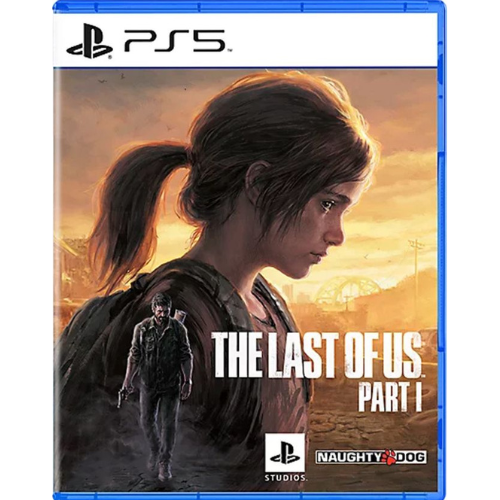 PS5
THE LAST OF US
PART I
STUDIOS
NAUGHTY DOG